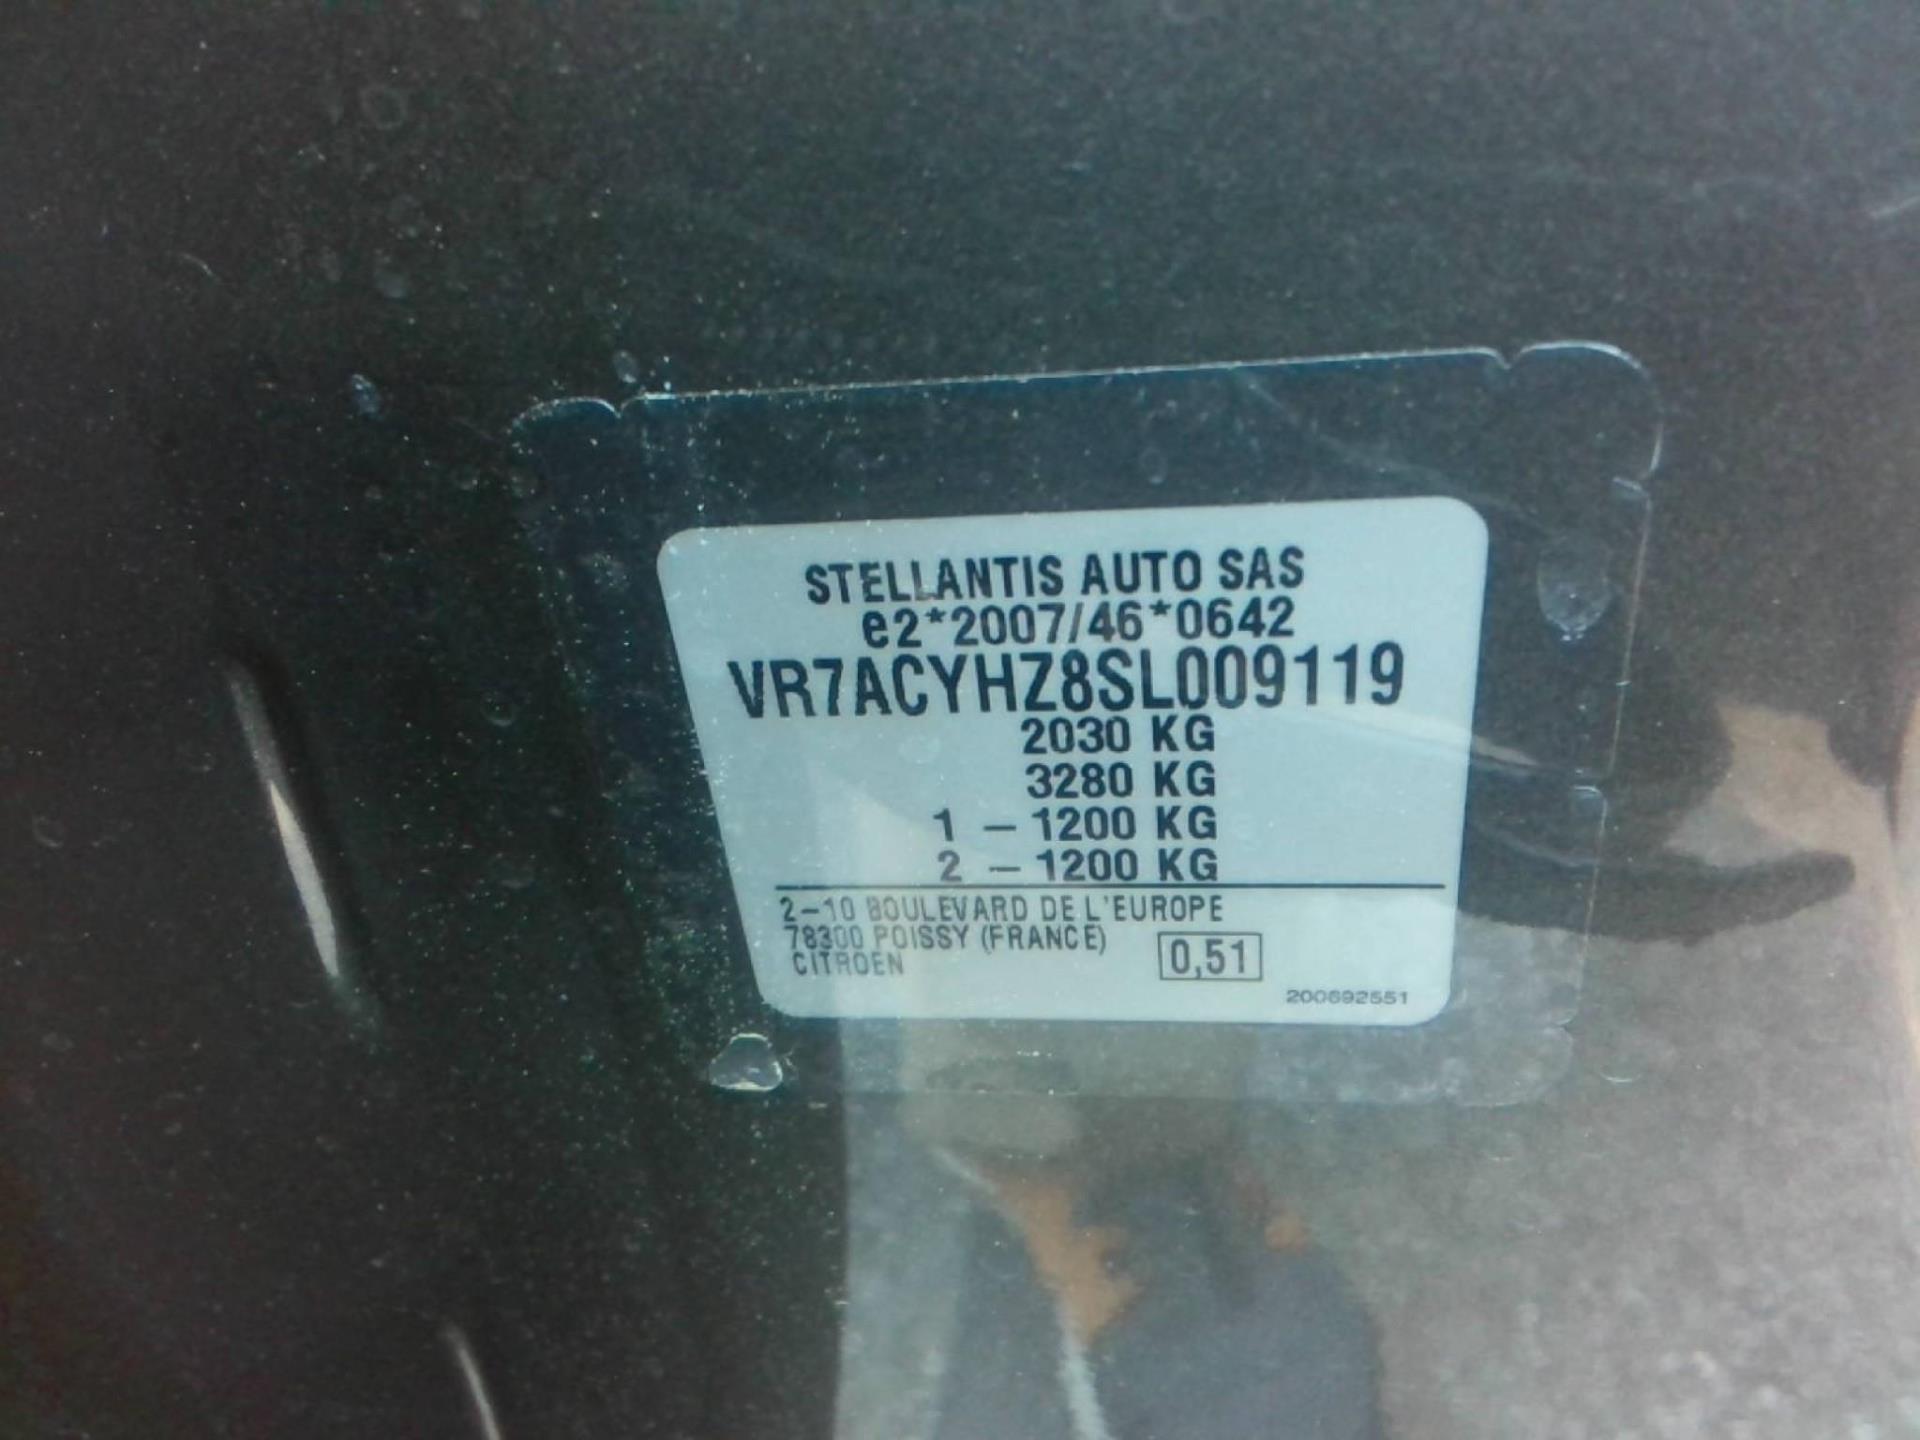 STELLANTIS AUTO SAS
e2*2007/46*0642
VR7ACYHZ8SL009119
2030 KG
3280 KG
1 – 1200 KG
2 – 1200 KG
2–10 BOULEVARD DE L'EUROPE
78300 POISSY (FRANCE)
CITROEN
0,51
200692551